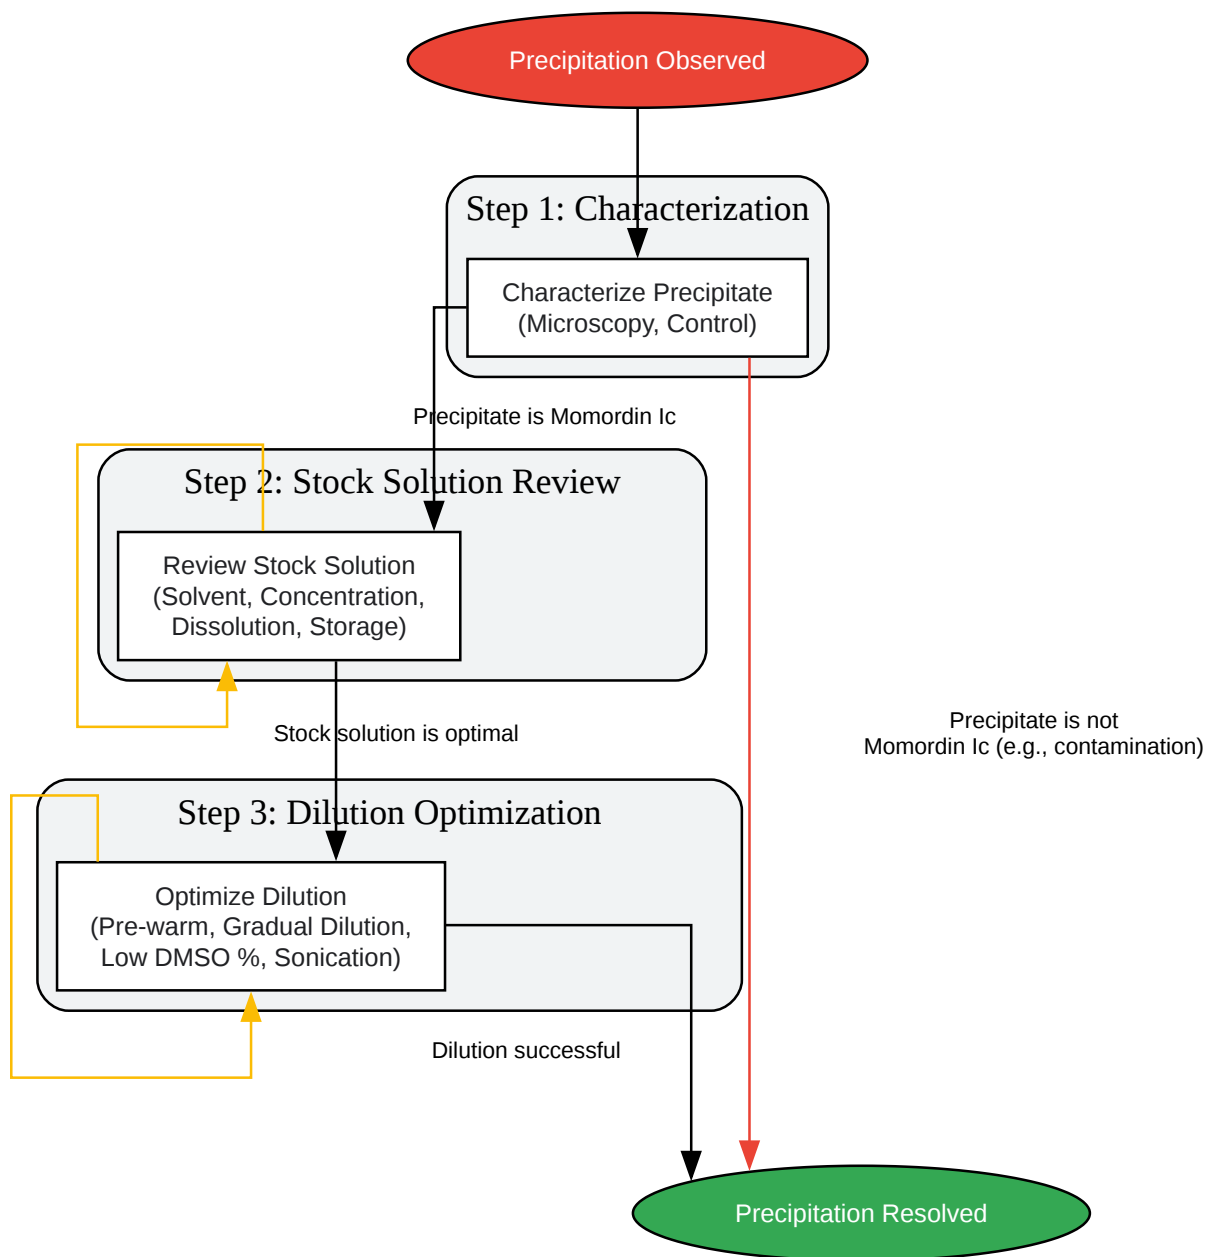 Precipitation Observed
Step 1: Characterization
Characterize Precipitate
(Microscopy, Control)
Precipitate is Momordin Ic
Step 2: Stock Solution Review
Review Stock Solution
(Solvent, Concentration,
Dissolution, Storage)
Precipitate is not
Momordin Ic (e.g., contamination)
Stock solution is optimal
Step 3: Dilution Optimization
Optimize Dilution
(Pre-warm, Gradual Dilution,
Low DMSO %, Sonication)
Dilution successful
Precipitation Resolved